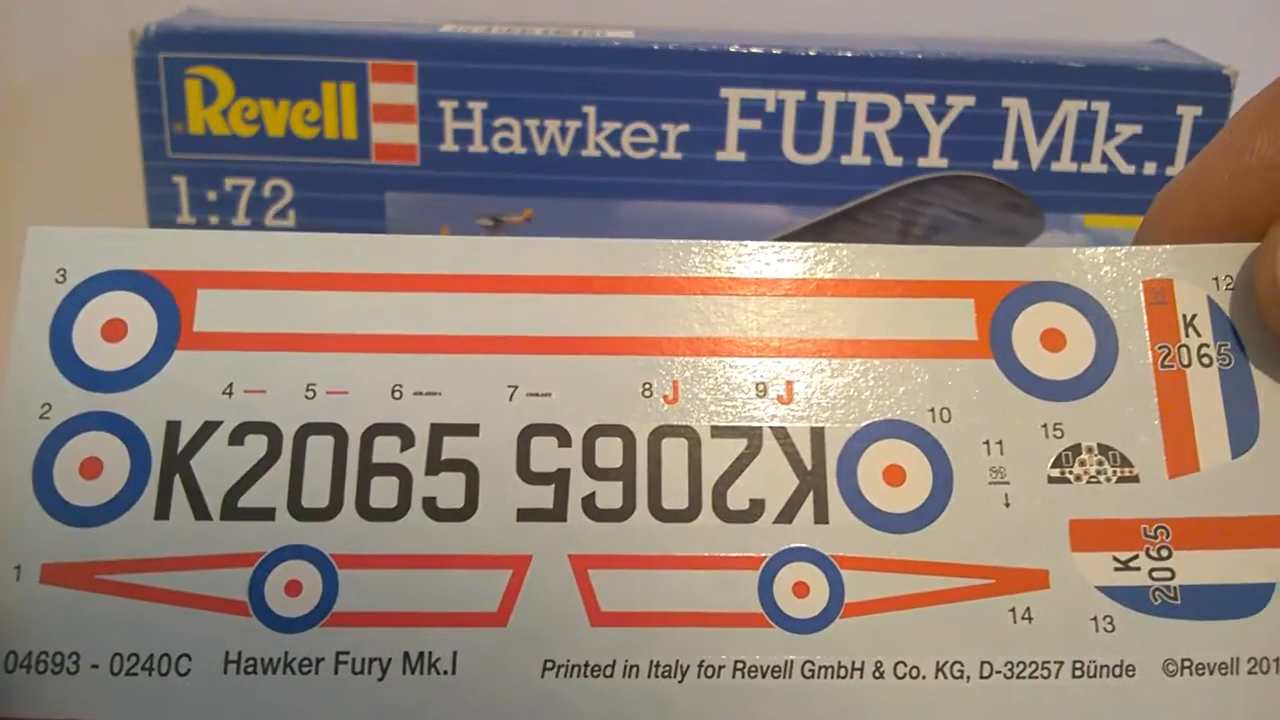 Revell
Hawker FURY Mk.I
1:72
3
12
K
2065
4
5
6
7
8 J
9 J
2
K2065
K2065
10
11
15
1
14
K
2065
13
04693 - 0240C Hawker Fury Mk.I Printed in Italy for Revell GmbH & Co. KG, D-32257 Bünde ©Revell 201